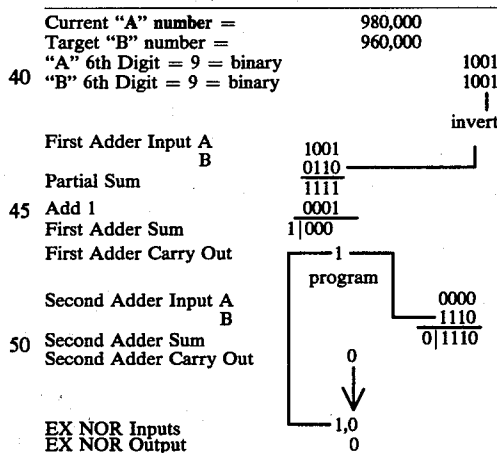 Current “A” number = 980,000
Target “B” number = 960,000
“A” 6th Digit = 9 = binary 1001
40 “B” 6th Digit = 9 = binary 1001
invert
First Adder Input A 1001
B 0110
Partial Sum 1111
45 Add 1 0001
First Adder Sum 1|000
First Adder Carry Out 1
program
Second Adder Input A 0000
B 1110
50 Second Adder Sum 0|1110
Second Adder Carry Out 0
EX NOR Inputs 1,0
EX NOR Output 0